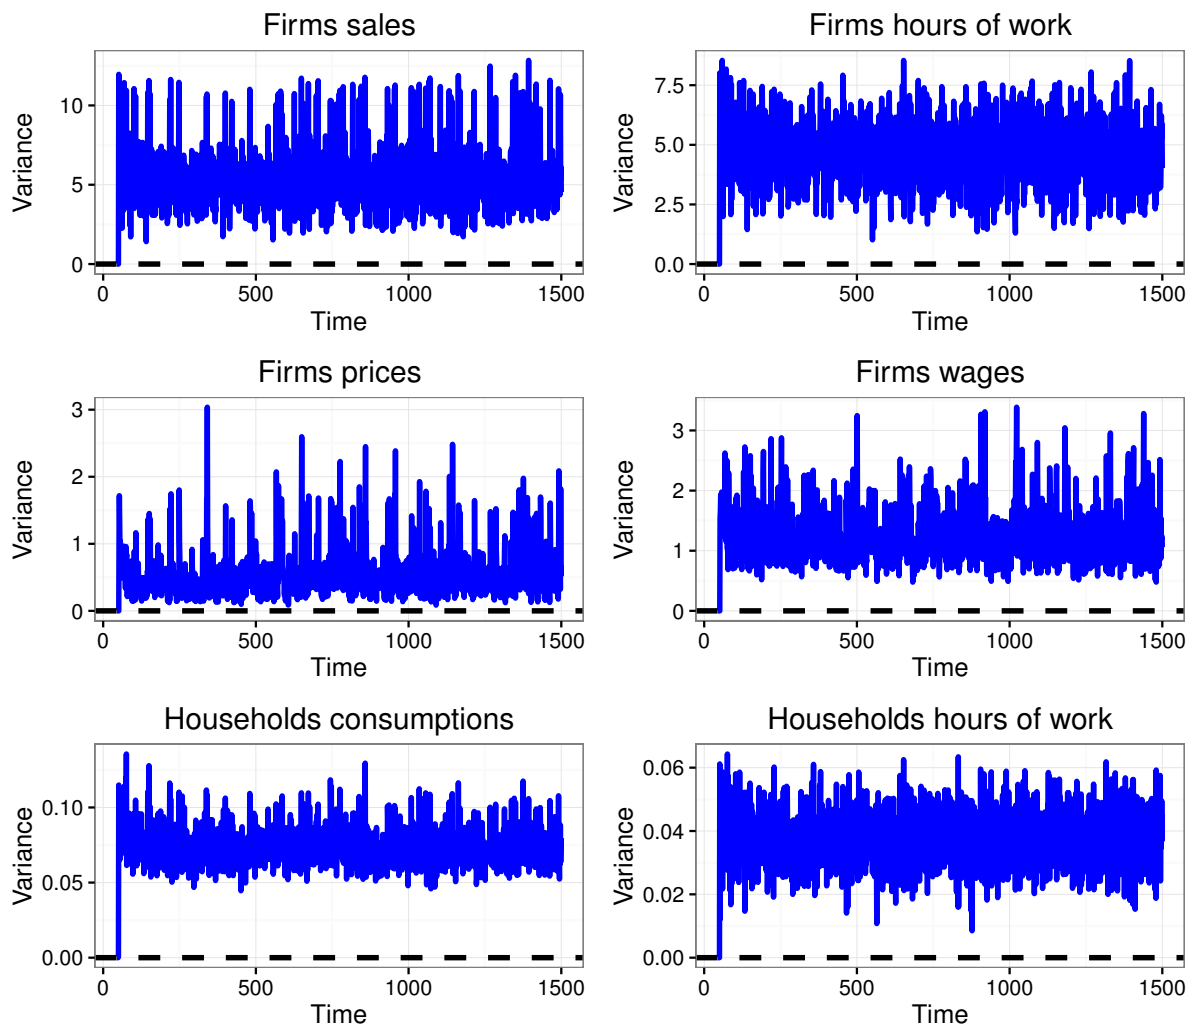 Firms sales
Variance
10
5
0
0 500 1000 1500
Time
Firms hours of work
Variance
7.5
5.0
2.5
0.0
0 500 1000 1500
Time
Firms prices
Variance
3
2
1
0
0 500 1000 1500
Time
Firms wages
Variance
3
2
1
0
0 500 1000 1500
Time
Households consumptions
Variance
0.10
0.05
0.00
0 500 1000 1500
Time
Households hours of work
Variance
0.06
0.04
0.02
0.00
0 500 1000 1500
Time